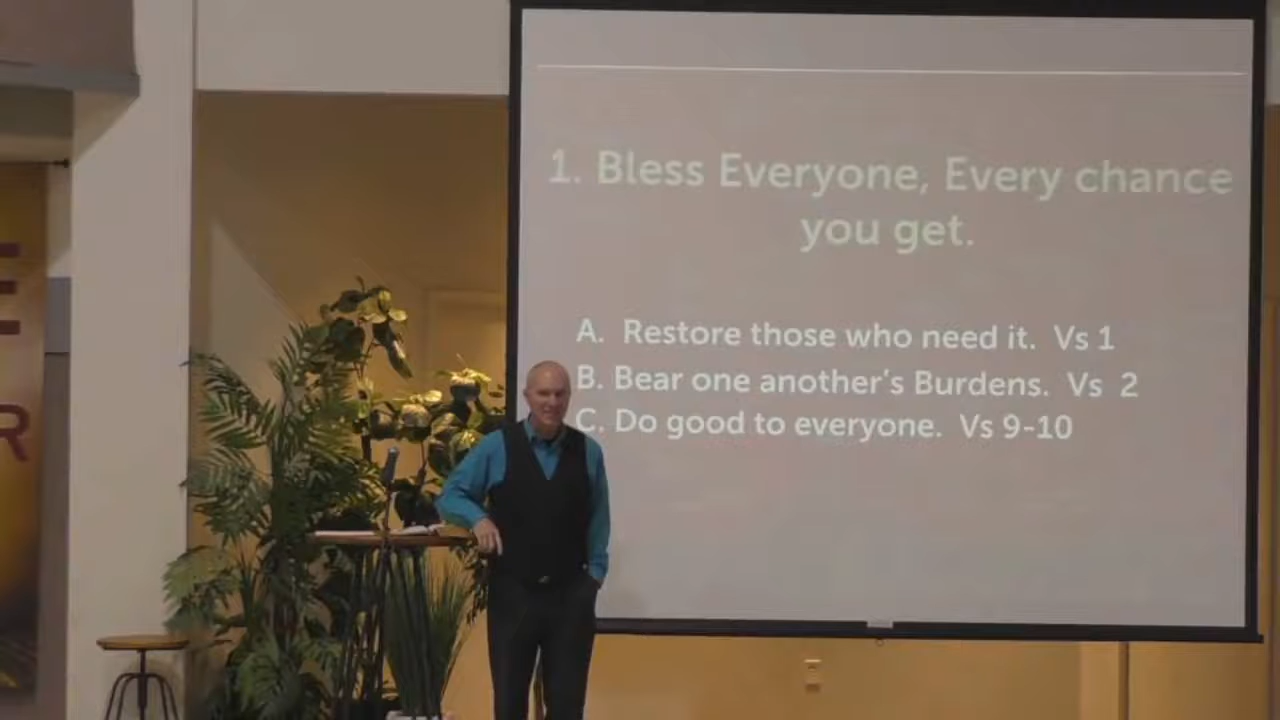 1. Bless Everyone, Every chance
you get.
A. Restore those who need it. Vs 1
B. Bear one another's Burdens. Vs 2
C. Do good to everyone. Vs 9-10